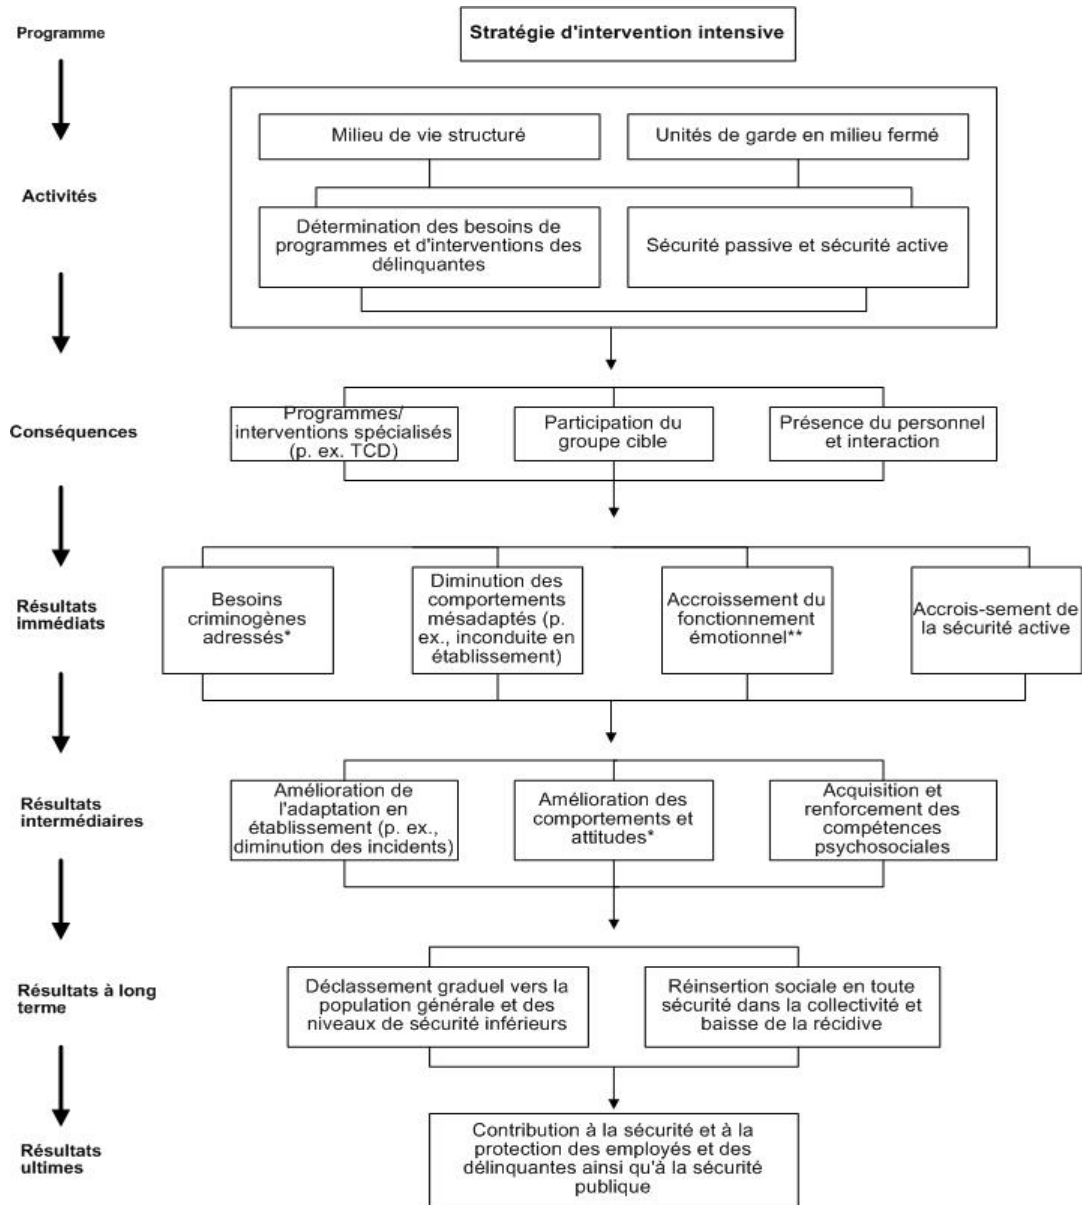 Programme
Stratégie d'intervention intensive
Milieu de vie structuré
Unités de garde en milieu fermé
Activités
Détermination des besoins de
programmes et d'interventions des
délinquantes
Sécurité passive et sécurité active
Conséquences
Programmes/
interventions spécialisés
(p. ex. TCD)
Participation du
groupe cible
Présence du personnel
et interaction
Résultats
immédiats
Besoins
criminogènes
adressés*
Diminution des
comportements
mésadaptés (p.
ex., inconduite en
établissement)
Accroissement du
fonctionnement
émotionnel**
Accrois-sement de
la sécurité active
Résultats
intermédiaires
Amélioration de
l'adaptation en
établissement (p. ex.,
diminution des incidents)
Amélioration des
comportements et
attitudes*
Acquisition et
renforcement des
compétences
psychosociales
Résultats à long
terme
Déclassement graduel vers la
population générale et des
niveaux de sécurité inférieurs
Réinsertion sociale en toute
sécurité dans la collectivité et
baisse de la récidive
Résultats
ultimes
Contribution à la sécurité et à la
protection des employés et des
délinquantes ainsi qu'à la sécurité
publique